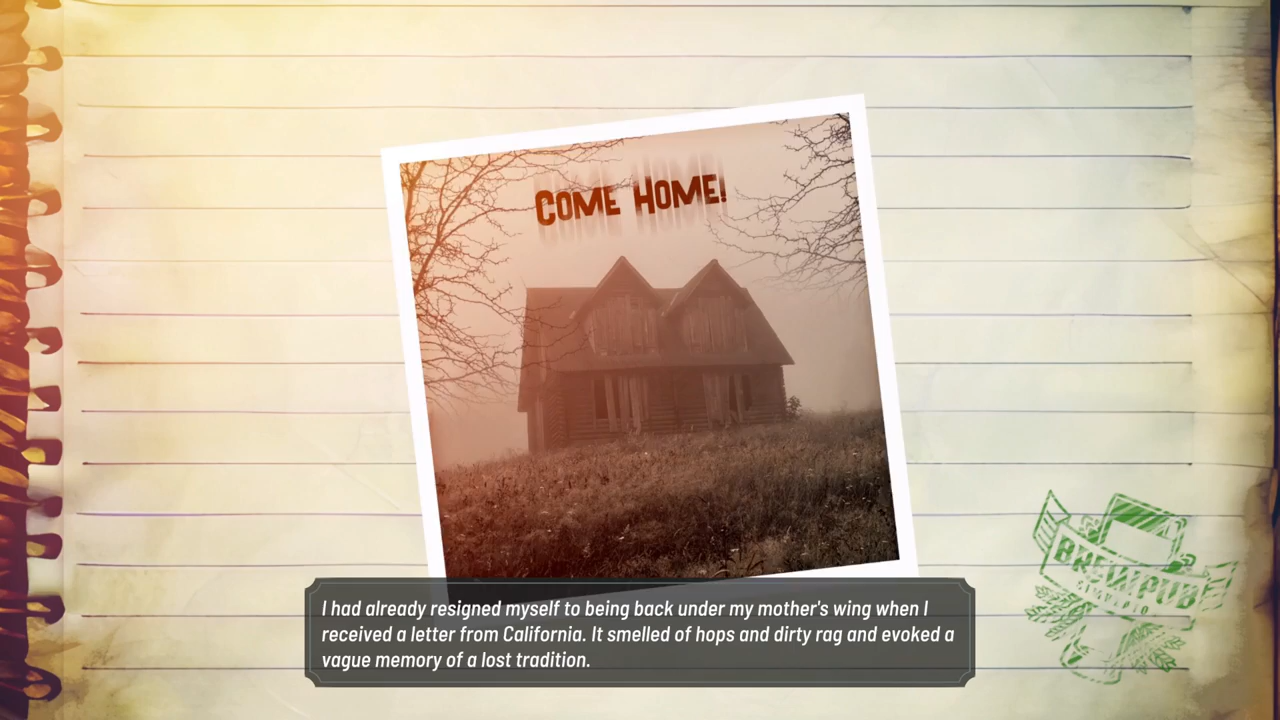 COME HOME!
I had already resigned myself to being back under my mother's wing when I
received a letter from California. It smelled of hops and dirty rag and evoked a
vague memory of a lost tradition.
BREWPUB
SIMULATOR